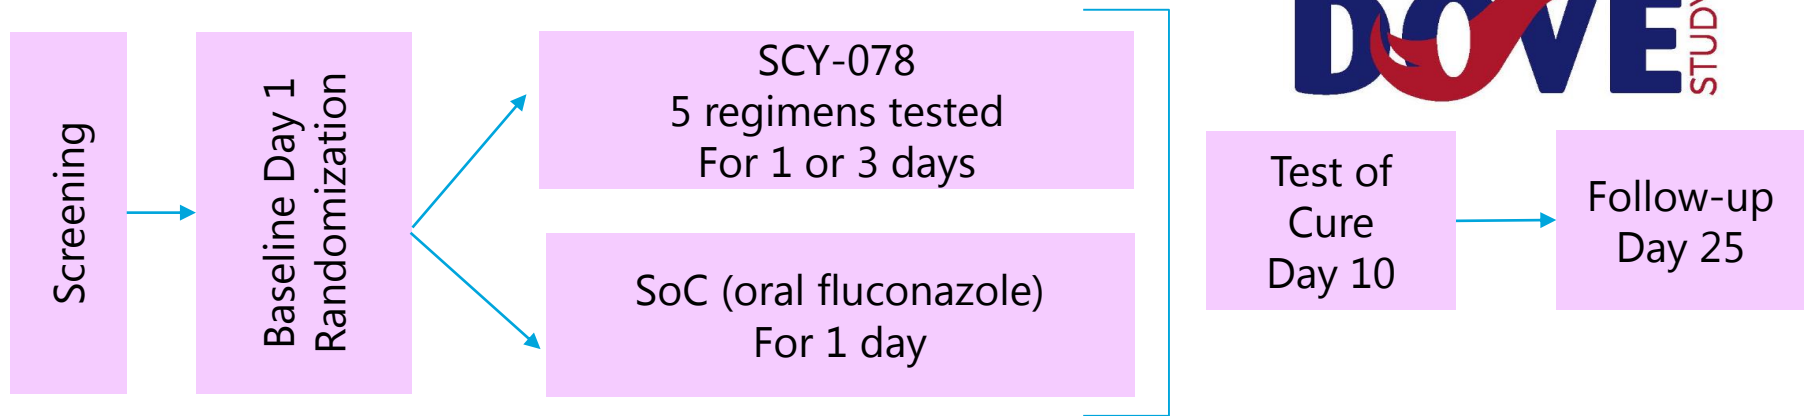 Screening
Baseline Day 1
Randomization
SCY-078
5 regimens tested
For 1 or 3 days
SoC (oral fluconazole)
For 1 day
DOVE
STUDY
Test of
Cure
Day 10
Follow-up
Day 25